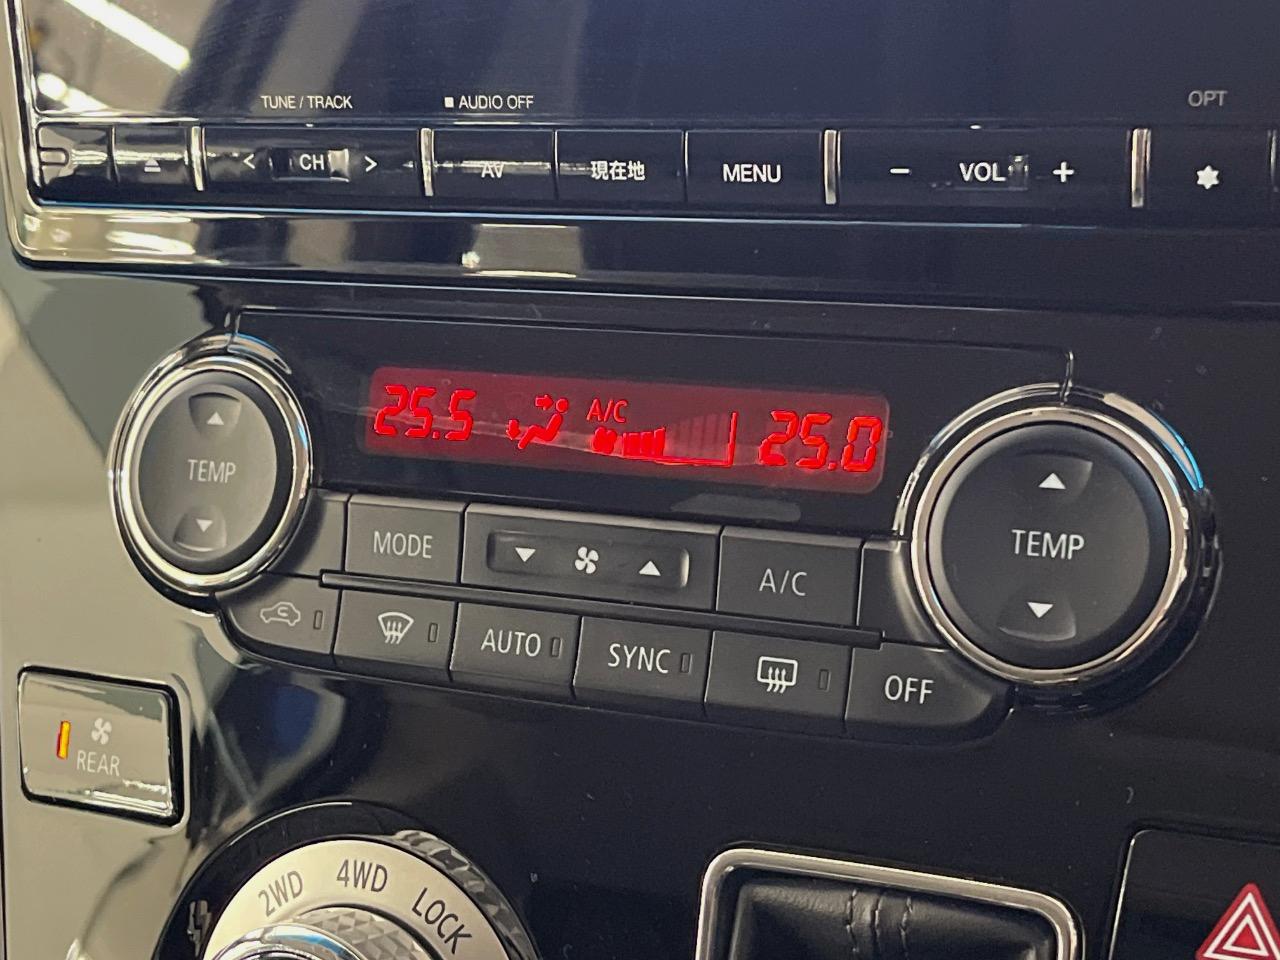 TUNE / TRACK
■ AUDIO OFF
OPT
< CH >
AV
現在地
MENU
− VOL +
25.5
A/C
25.0
TEMP
TEMP
MODE
A/C
AUTO
SYNC
OFF
REAR
2WD
4WD
LOCK